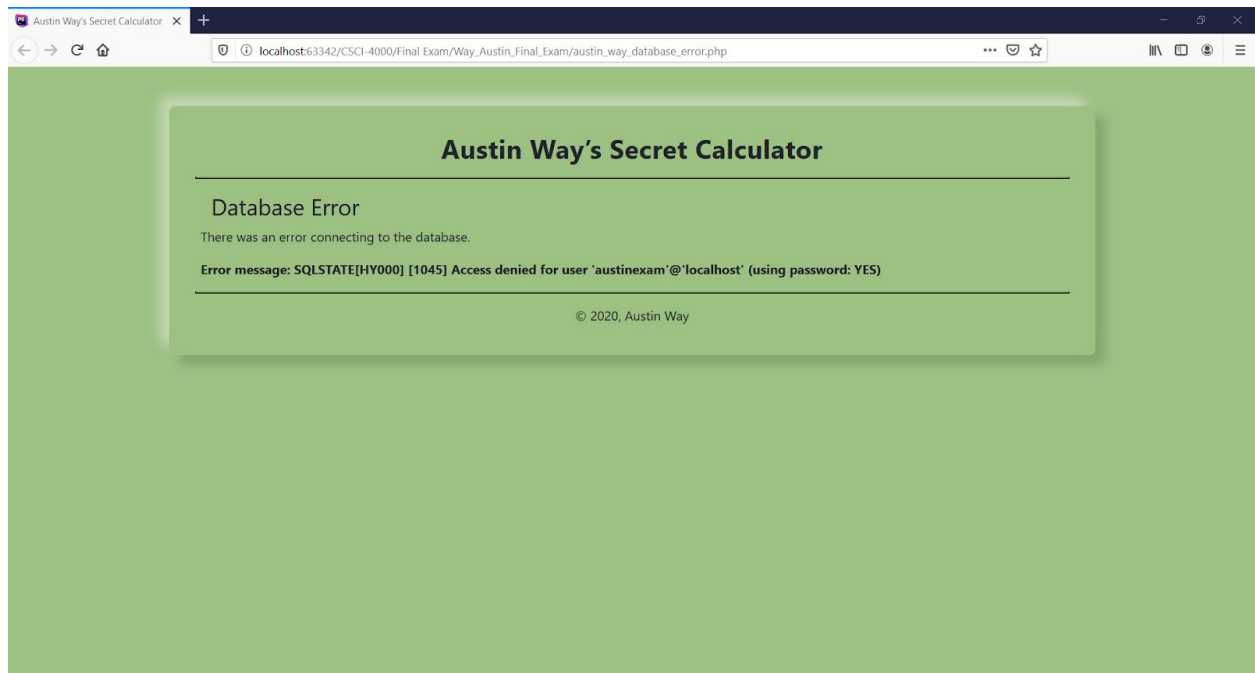 Austin Way's Secret Calculator
localhost:63342/CSCI-4000/Final Exam/Way_Austin_Final_Exam/austin_way_database_error.php
Austin Way's Secret Calculator
Database Error
There was an error connecting to the database.
Error message: SQLSTATE[HY000] [1045] Access denied for user 'austinexam'@'localhost' (using password: YES)
© 2020, Austin Way